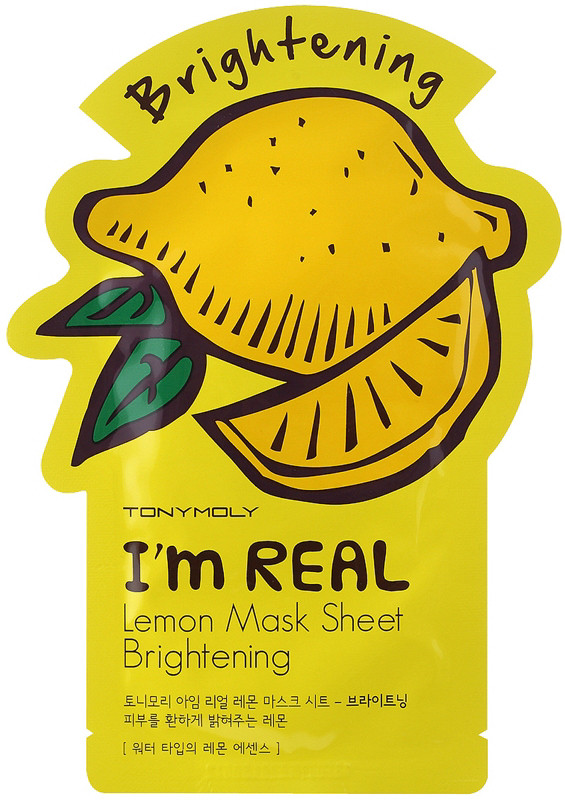 Brightening
TONYMOLY
I'm REAL
Lemon Mask Sheet
Brightening
토니모리 아임 리얼 레몬 마스크 시트 - 브라이트닝
피부를 환하게 밝혀주는 레몬
[ 워터 타입의 레몬 에센스 ]